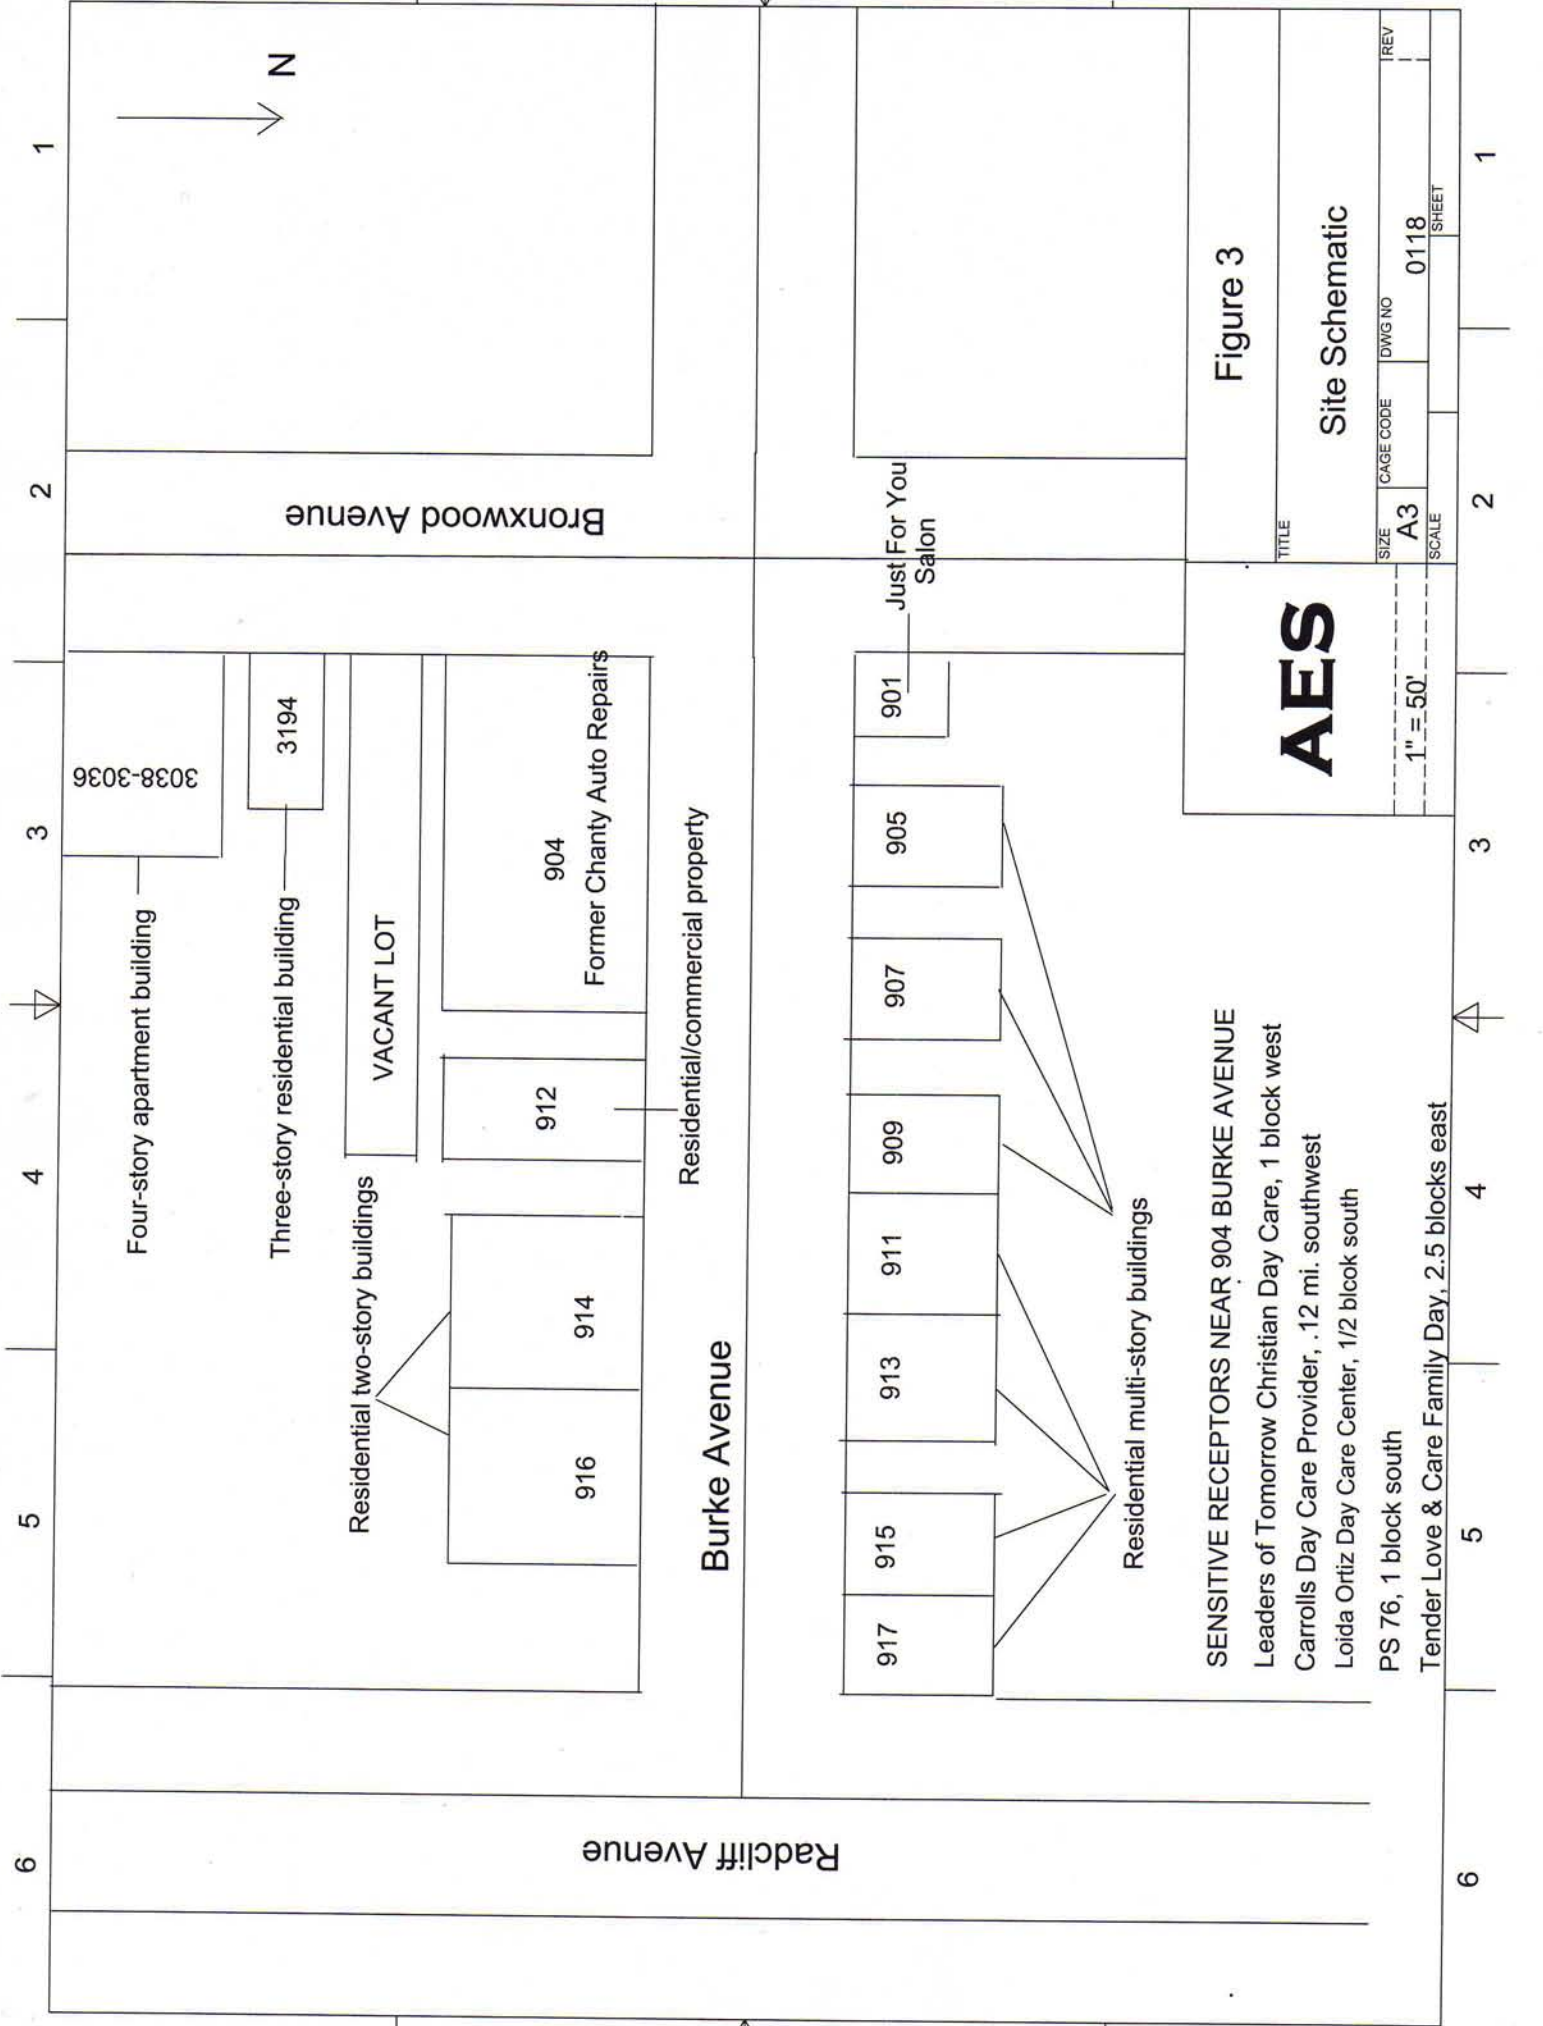 6
5
4
3
2
1
N
Four-story apartment building
3038-3036
Three-story residential building
3194
Bronxwood Avenue
Residential two-story buildings
VACANT LOT
916
914
912
904
Former Chanty Auto Repairs
Radcliff Avenue
Burke Avenue
Residential/commercial property
917
915
913
911
909
907
905
901
Just For You
Salon
Residential multi-story buildings
SENSITIVE RECEPTORS NEAR 904 BURKE AVENUE
Leaders of Tomorrow Christian Day Care, 1 block west
Carrolls Day Care Provider, .12 mi. southwest
Loida Ortiz Day Care Center, 1/2 blcok south
PS 76, 1 block south
Tender Love & Care Family Day, 2.5 blocks east
AES
1" = 50'
Figure 3
TITLE
Site Schematic
SIZE
A3
CAGE CODE
DWG NO
0118
REV
SCALE
SHEET
6
5
4
3
2
1